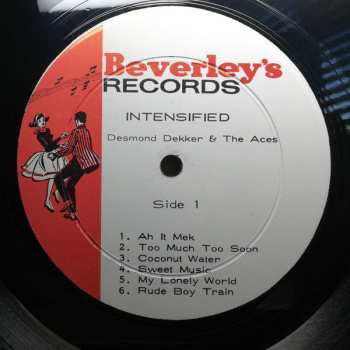 Beverley's
RECORDS
INTENSIFIED
Desmond Dekker & The Aces
Side 1
1. Ah It Mek
2. Too Much Too Soon
3. Coconut Water
4. Sweet Music
5. My Lonely World
6. Rude Boy Train